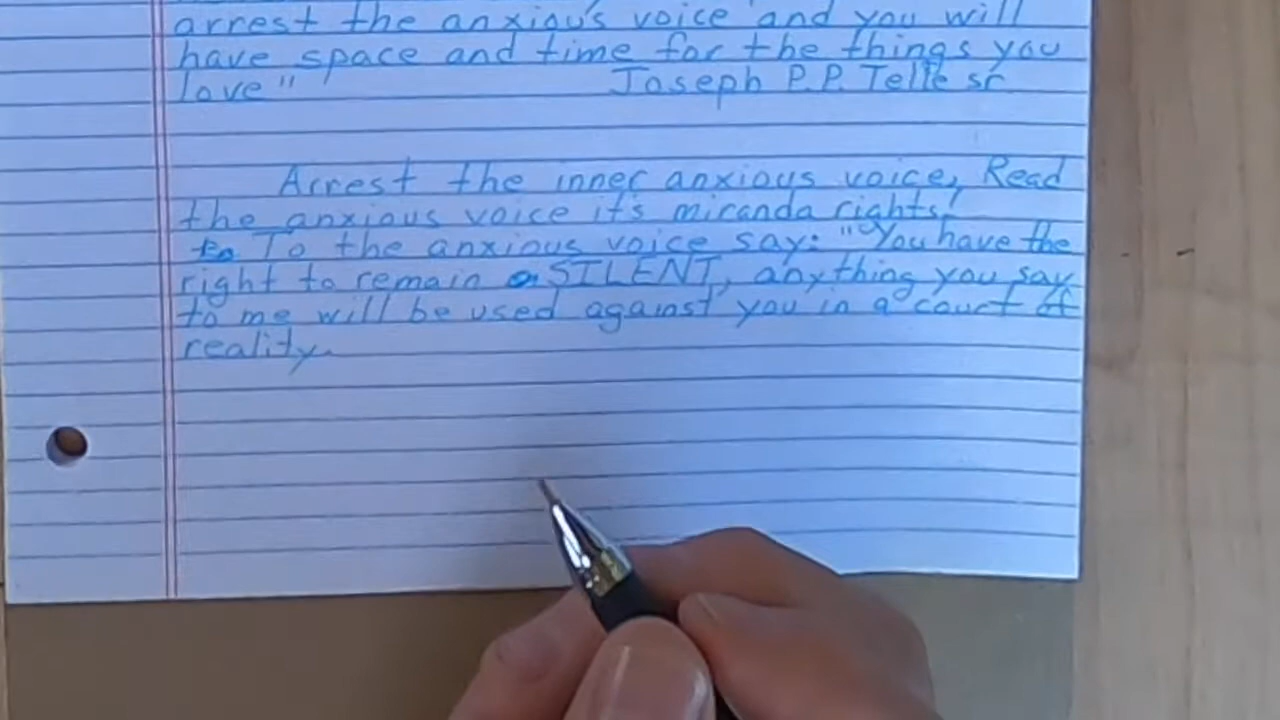 arrest the anxious voice and you will
have space and time for the things you
love" Joseph P.P. Telle sr
Arrest the inner anxious voice, Read
the anxious voice it's miranda rights!
To the anxious voice say: "You have the
right to remain SILENT, anything you say
to me will be used against you in a court of
reality.